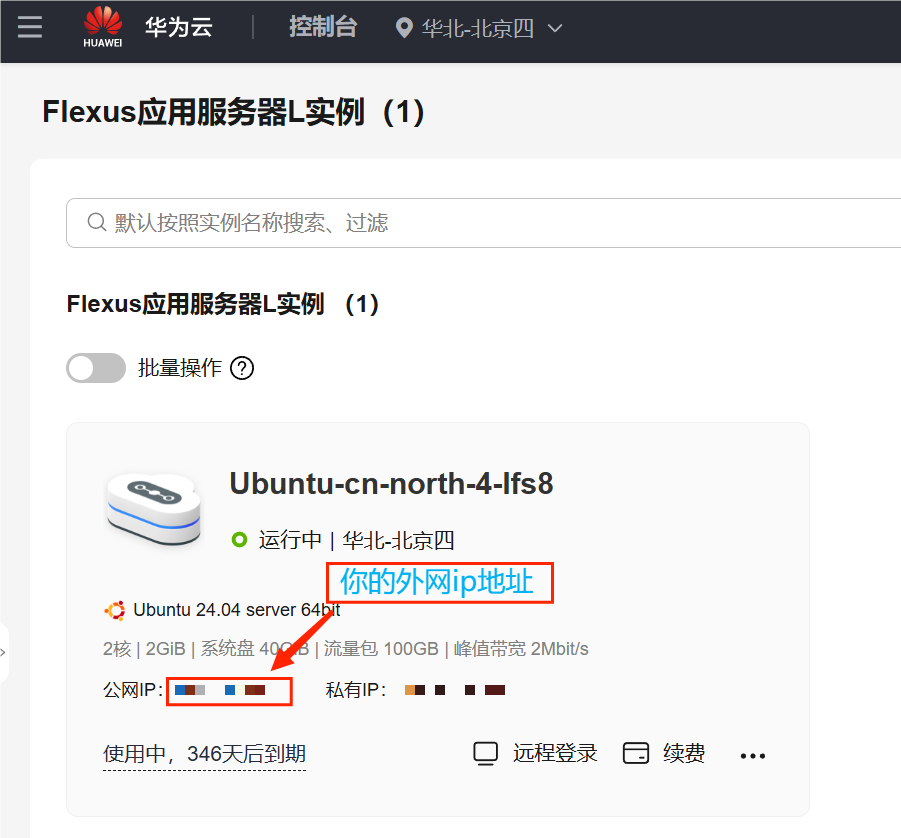 HUAWEI 华为云 | 控制台 华北-北京四
Flexus应用服务器L实例（1）
默认按照实例名称搜索、过滤
Flexus应用服务器L实例 （1）
批量操作 ?
Ubuntu-cn-north-4-lfs8
运行中 | 华北-北京四
你的外网ip地址
Ubuntu 24.04 server 64bit
2核 | 2GiB | 系统盘 40GiB | 流量包 100GB | 峰值带宽 2Mbit/s
公网IP: 私有IP:
使用中，346天后到期 远程登录 续费 ...